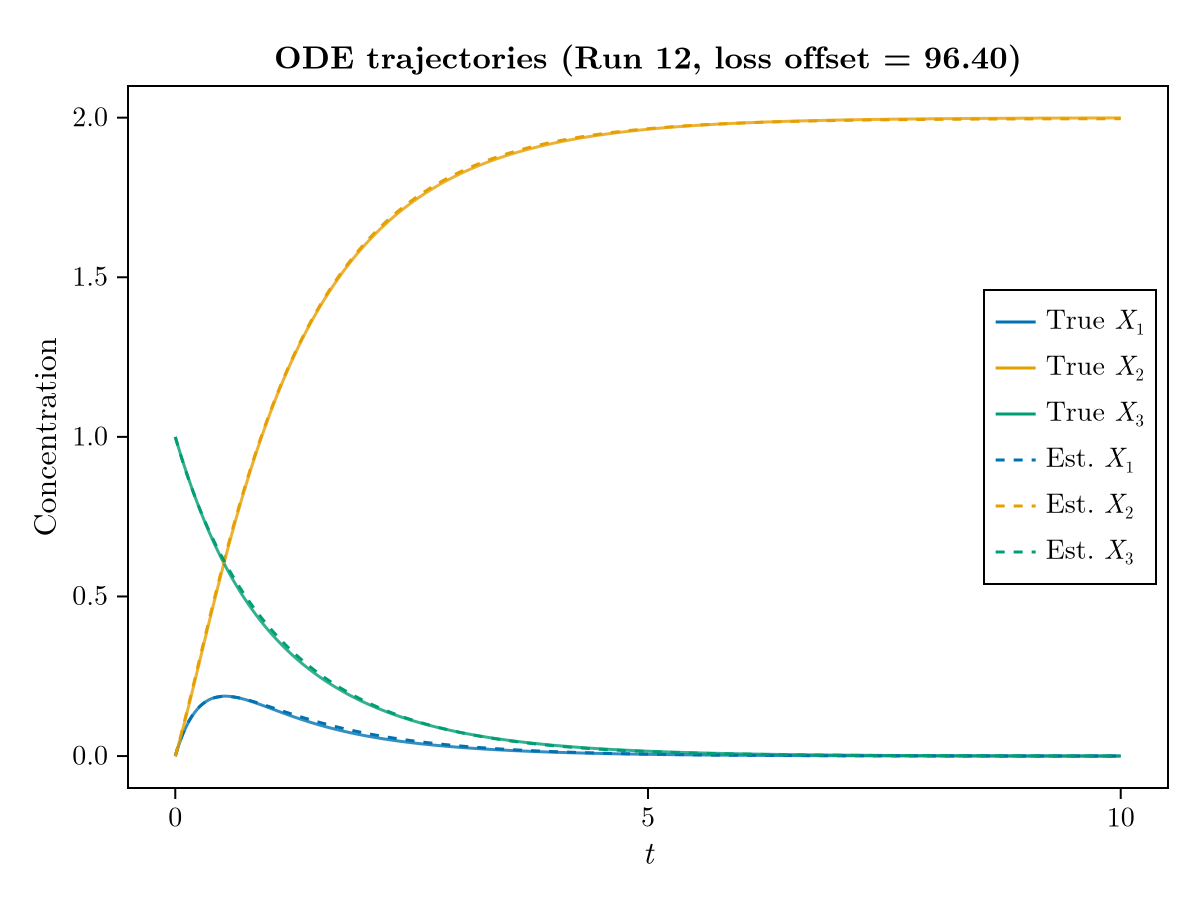 ODE trajectories (Run 12, loss offset = 96.40)
2.0
1.5
1.0
0.5
0.0
Concentration
0
5
10
t
True X₁
True X₂
True X₃
Est. X₁
Est. X₂
Est. X₃